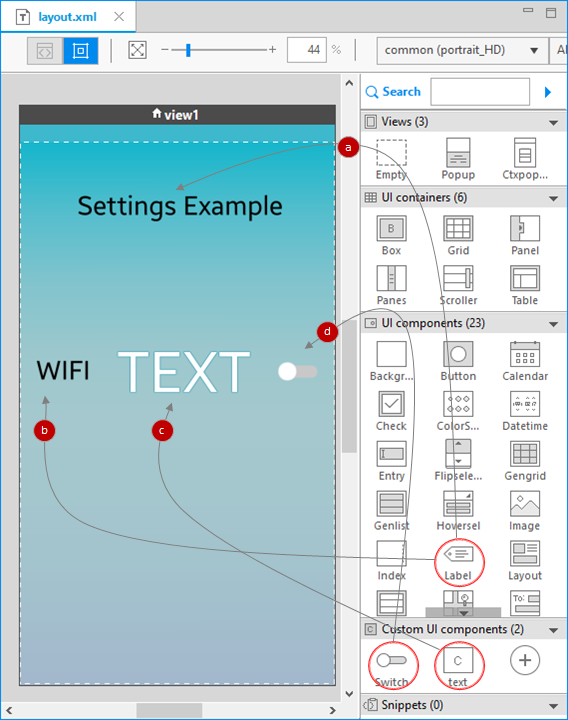 layout.xml
44 %
common (portrait_HD)
view1
Search
a
Settings Example
d
WIFI
TEXT
b
c
Views (3)
Empty
Popup
Ctxpop...
UI containers (6)
B
Box
Grid
Panel
Panes
Scroller
Table
UI components (23)
Backgr...
Button
Calendar
Check
ColorS...
Datetime
Entry
Flipsele...
Gengrid
Genlist
Hoversel
Image
Index
Label
Layout
To:
Custom UI components (2)
C
Switch
text
Snippets (0)